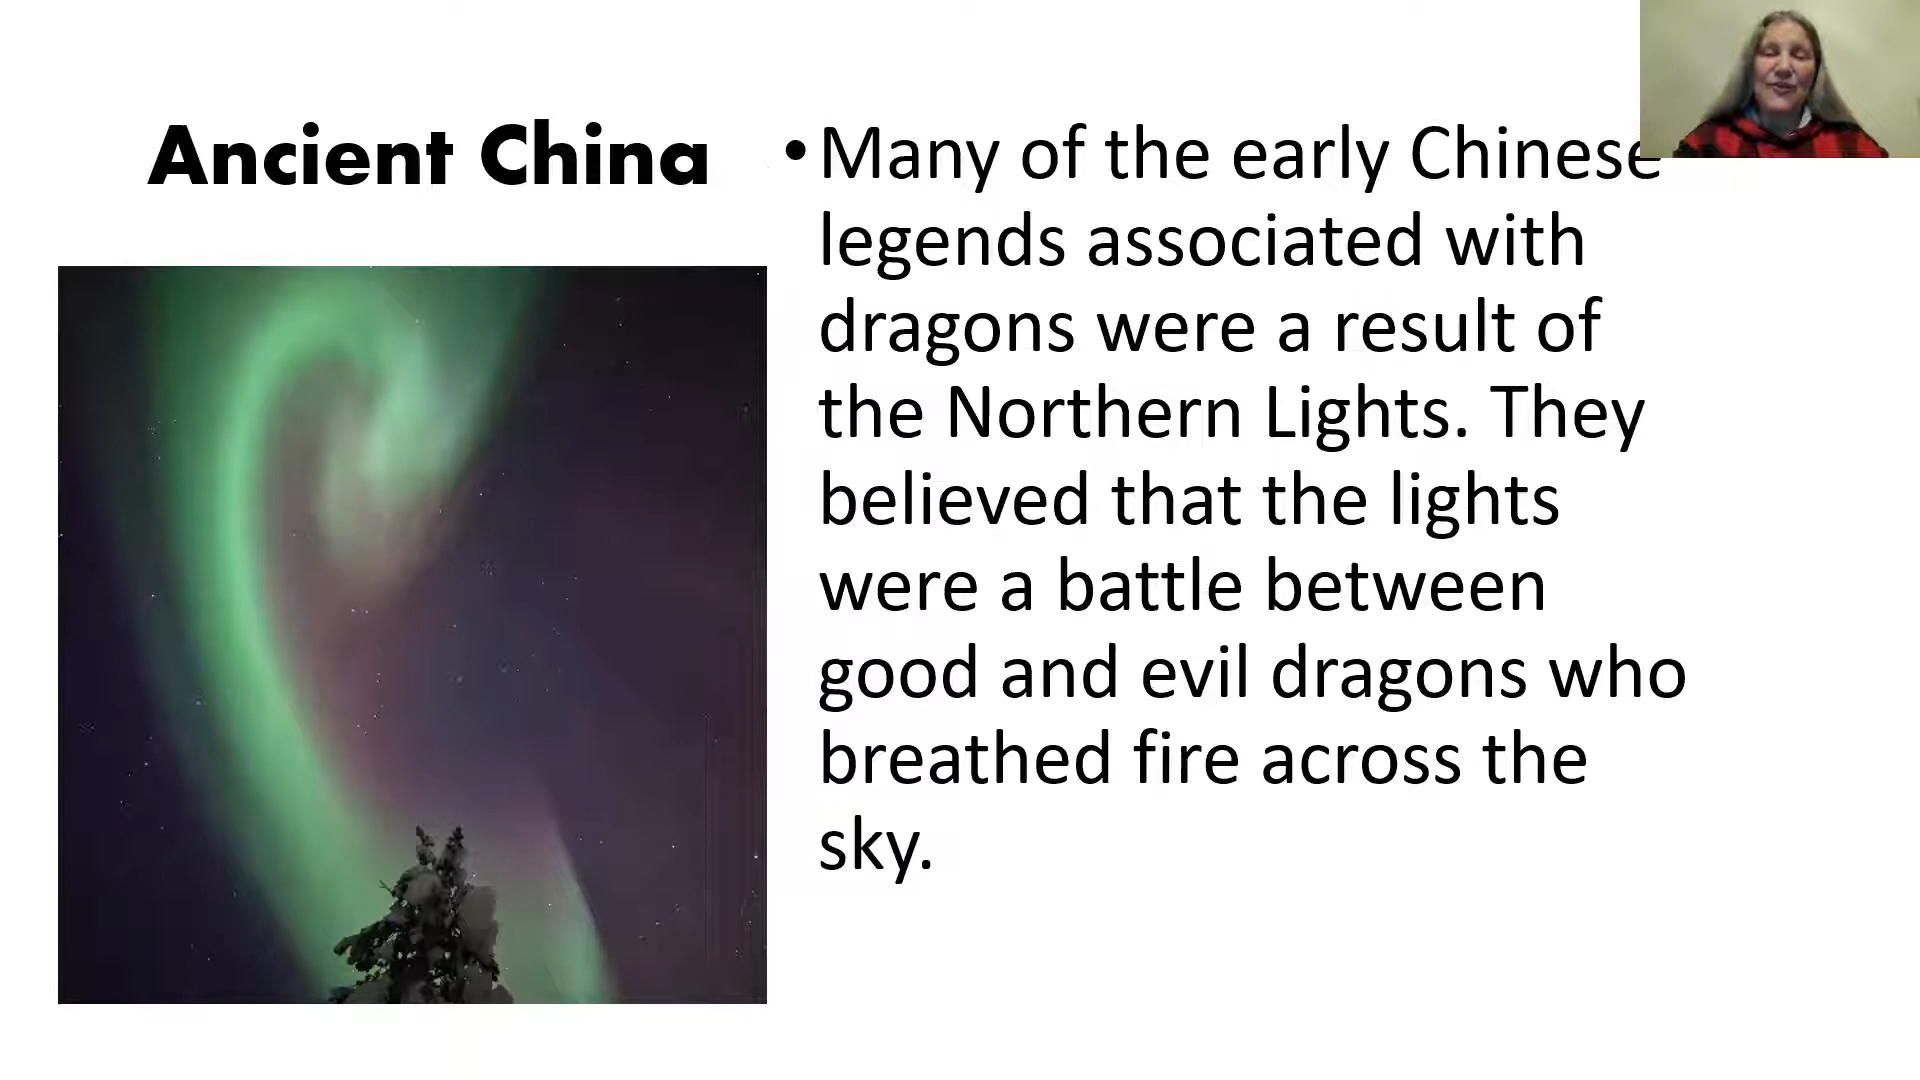 Ancient China
• Many of the early Chinese
legends associated with
dragons were a result of
the Northern Lights. They
believed that the lights
were a battle between
good and evil dragons who
breathed fire across the
sky.